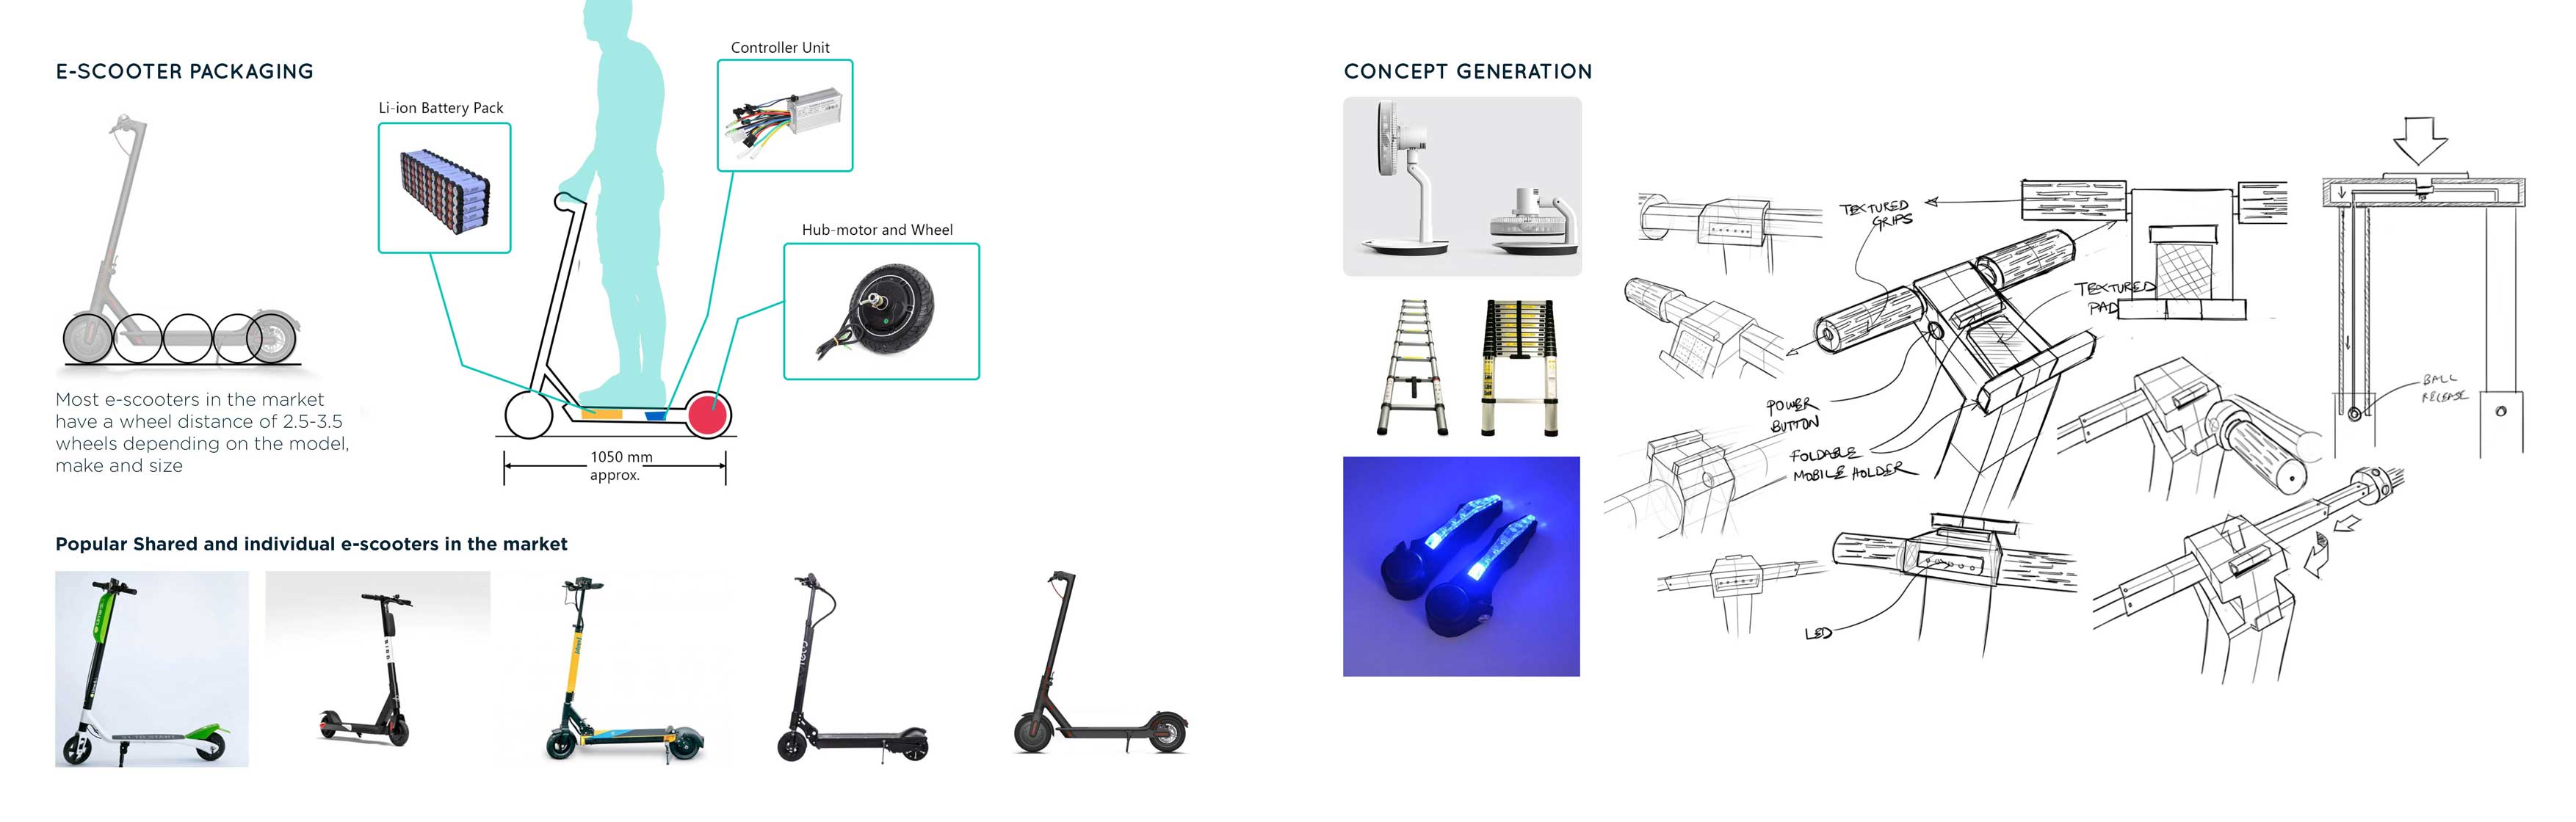 E-SCOOTER PACKAGING
Controller Unit
Li-ion Battery Pack
Hub-motor and Wheel
Most e-scooters in the market
have a wheel distance of 2.5-3.5
wheels depending on the model,
make and size
1050 mm
approx.
Popular Shared and individual e-scooters in the market
CONCEPT GENERATION
TEXTURED
GRIPS
TEXTURED
PAD
POWER
BUTTON
FOLDABLE
MOBILE HOLDER
BALL
RELEASE
LED